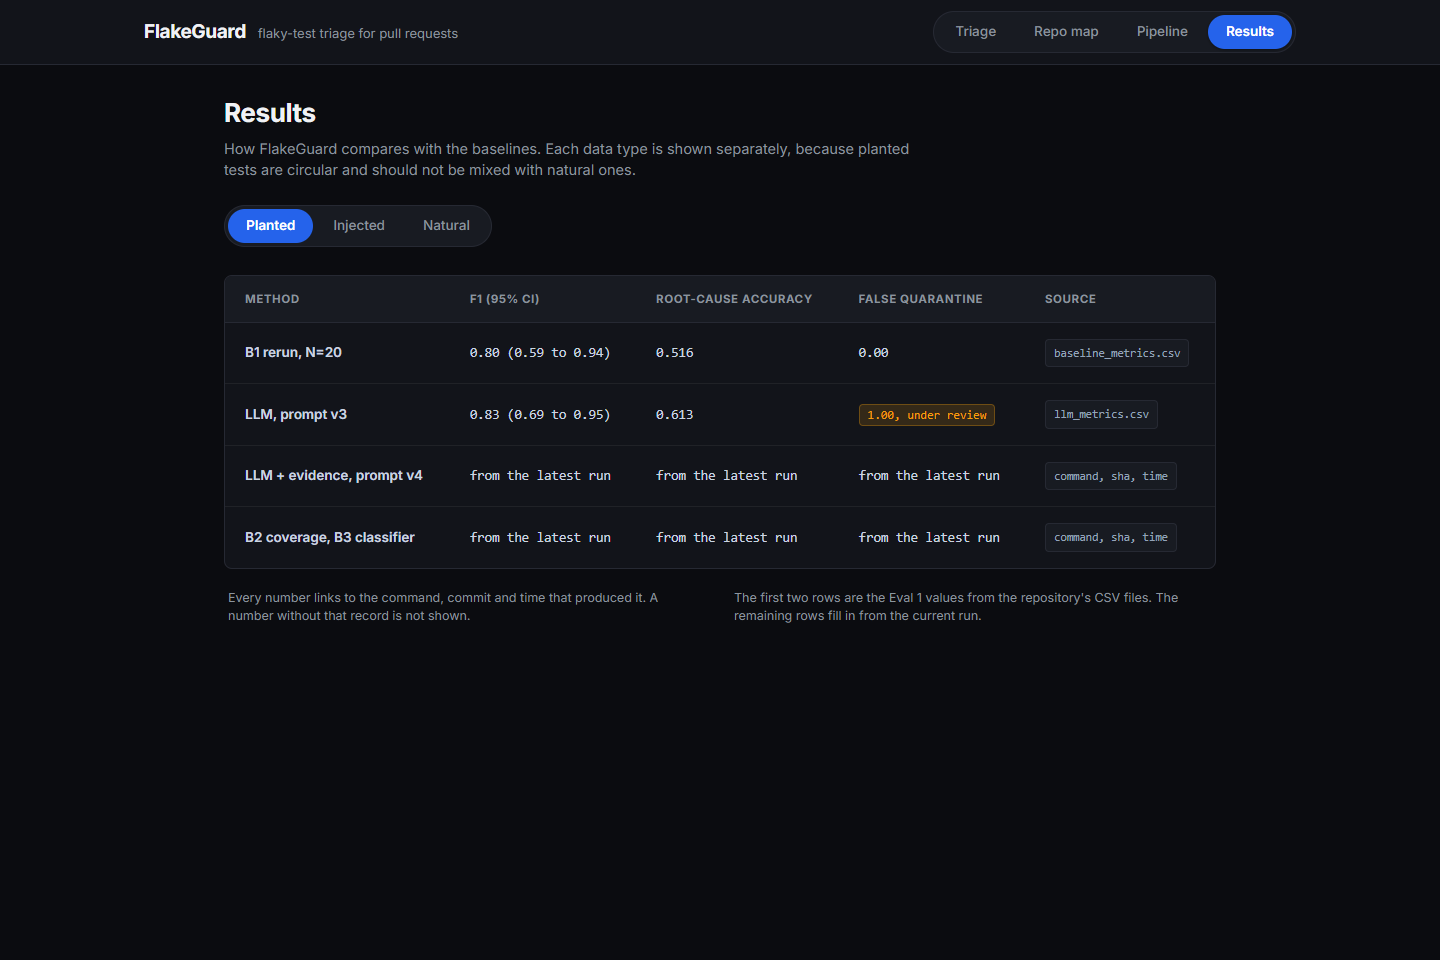 FlakeGuard flaky-test triage for pull requests
Triage Repo map Pipeline Results
Results
How FlakeGuard compares with the baselines. Each data type is shown separately, because planted
tests are circular and should not be mixed with natural ones.
Planted Injected Natural
METHOD F1 (95% CI) ROOT-CAUSE ACCURACY FALSE QUARANTINE SOURCE
B1 rerun, N=20 0.80 (0.59 to 0.94) 0.516 0.00 baseline_metrics.csv
LLM, prompt v3 0.83 (0.69 to 0.95) 0.613 1.00, under review llm_metrics.csv
LLM + evidence, prompt v4 from the latest run from the latest run from the latest run command, sha, time
B2 coverage, B3 classifier from the latest run from the latest run from the latest run command, sha, time
Every number links to the command, commit and time that produced it. A
number without that record is not shown.
The first two rows are the Eval 1 values from the repository's CSV files. The
remaining rows fill in from the current run.